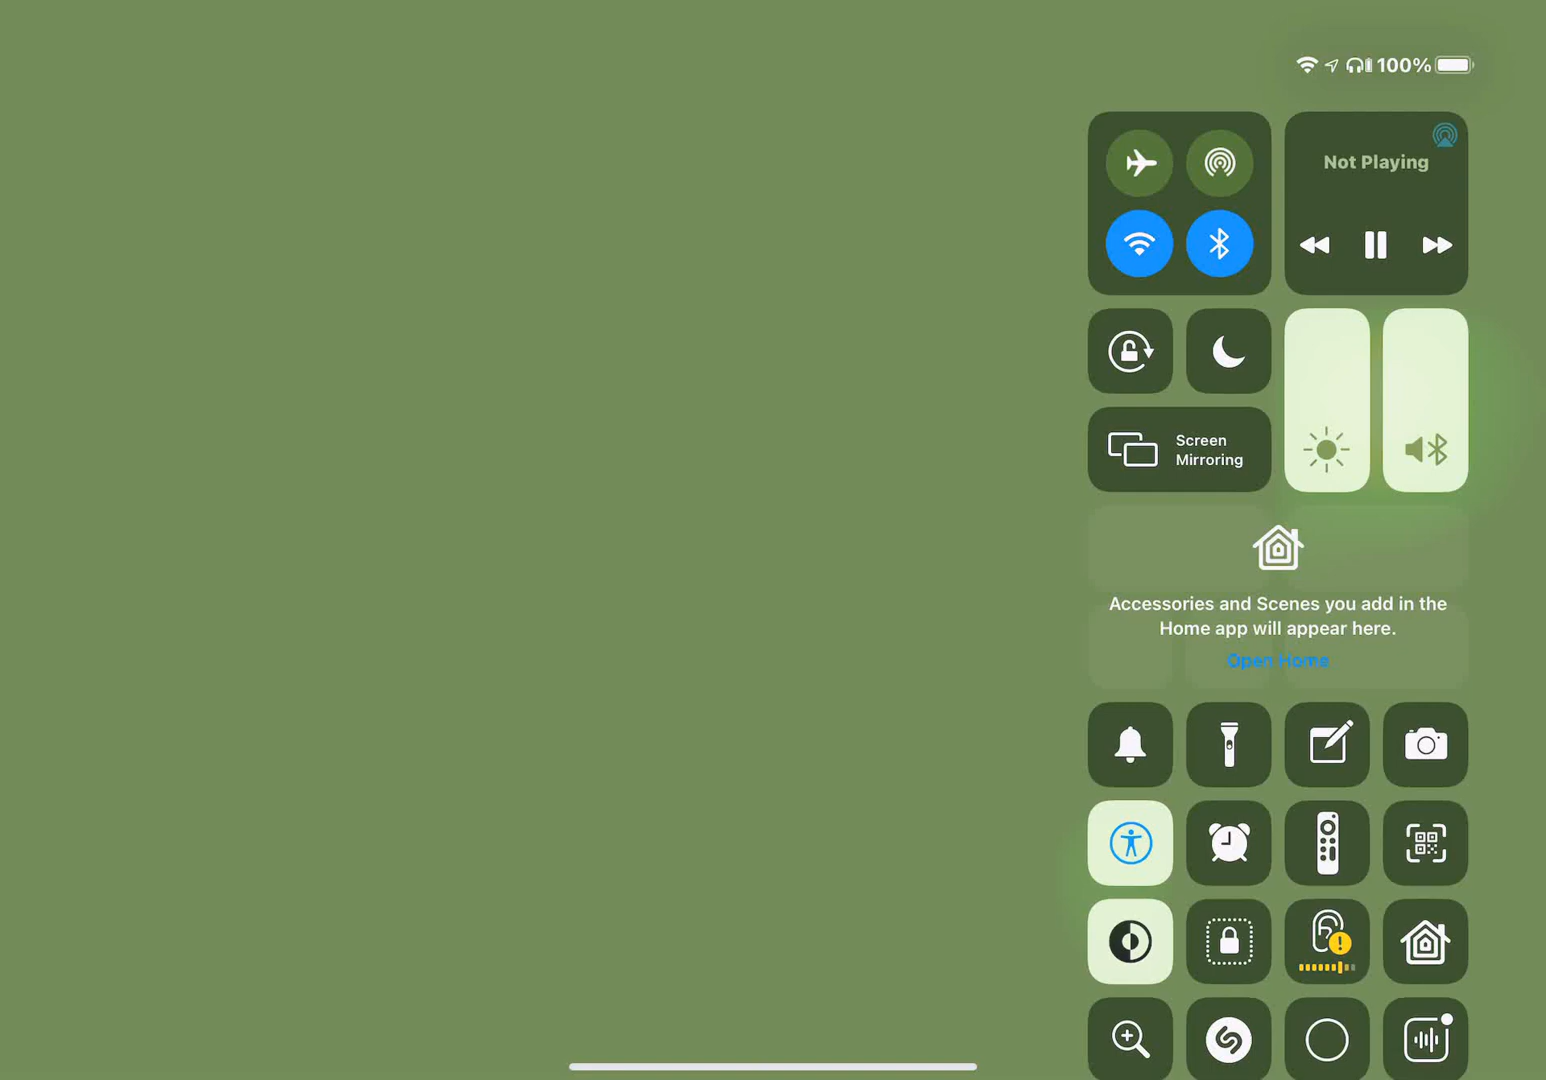 100%
Not Playing
Screen
Mirroring
Accessories and Scenes you add in the
Home app will appear here.
Open Home